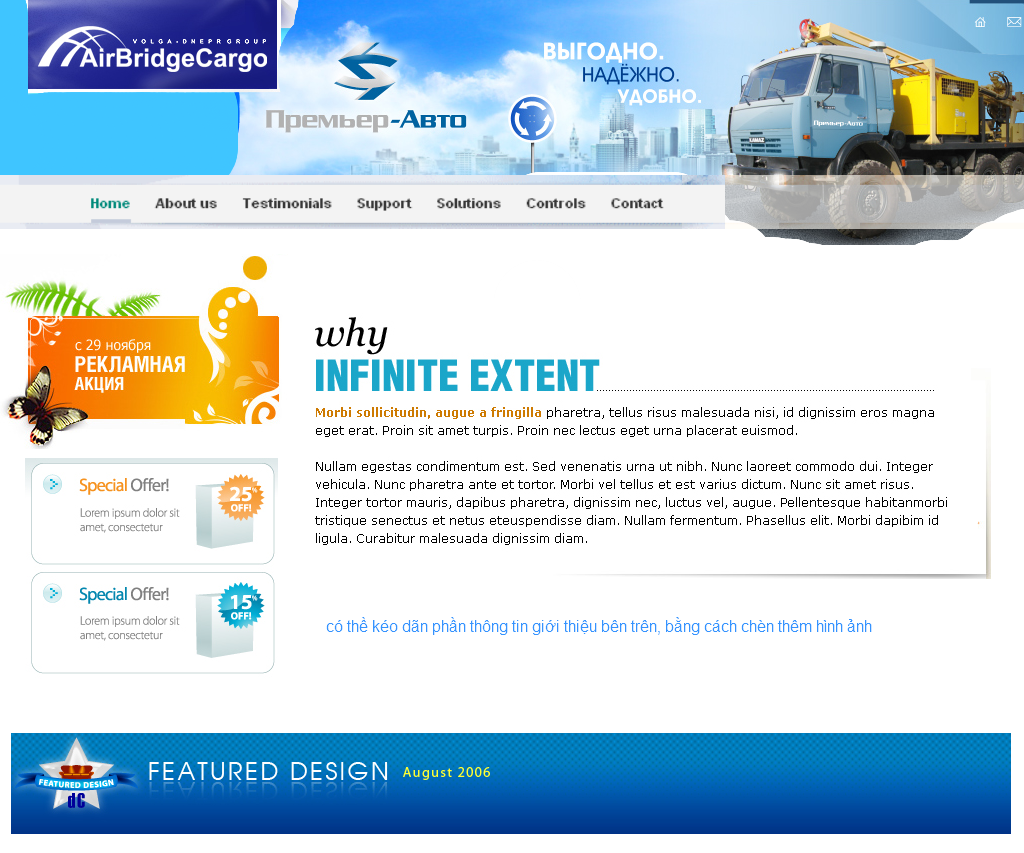 VOLGA-DNEPR GROUP
AirBridgeCargo
Премьер-Авто
ВЫГОДНО.
НАДЁЖНО.
УДОБНО.
Премьер-Авто
Home About us Testimonials Support Solutions Controls Contact
с 29 ноября
РЕКЛАМНАЯ
АКЦИЯ
Special Offer!
Lorem ipsum dolor sit
amet, consectetur
25%
OFF!
Special Offer!
Lorem ipsum dolor sit
amet, consectetur
15%
OFF!
why
INFINITE EXTENT
Morbi sollicitudin, augue a fringilla pharetra, tellus risus malesuada nisi, id dignissim eros magna
eget erat. Proin sit amet turpis. Proin nec lectus eget urna placerat euismod.
Nullam egestas condimentum est. Sed venenatis urna ut nibh. Nunc laoreet commodo dui. Integer
vehicula. Nunc pharetra ante et tortor. Morbi vel tellus et est varius dictum. Nunc sit amet risus.
Integer tortor mauris, dapibus pharetra, dignissim nec, luctus vel, augue. Pellentesque habitanmorbi
tristique senectus et netus eteuspendisse diam. Nullam fermentum. Phasellus elit. Morbi dapibim id
ligula. Curabitur malesuada dignissim diam.
có thể kéo dãn phần thông tin giới thiệu bên trên, bằng cách chèn thêm hình ảnh
FEATURED DESIGN
dC
FEATURED DESIGN August 2006